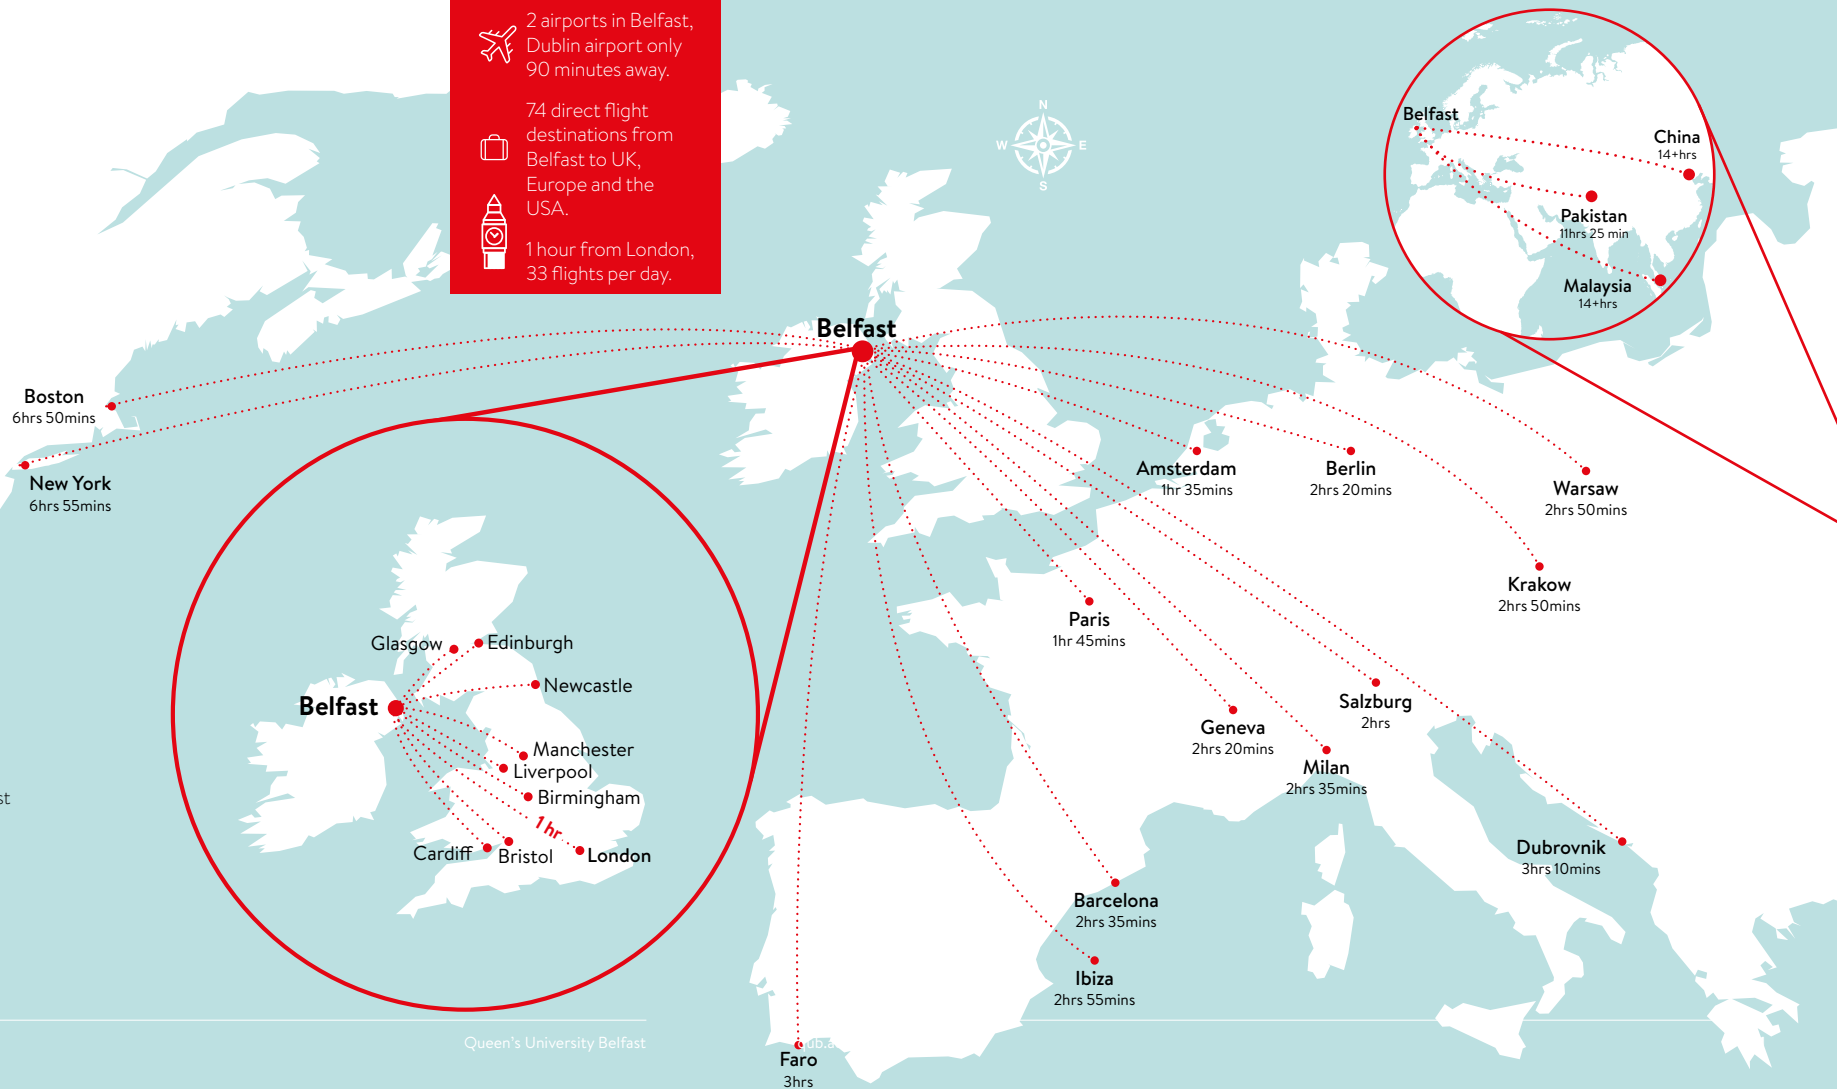 2 airports in Belfast,
Dublin airport only
90 minutes away.
74 direct flight
destinations from
Belfast to UK,
Europe and the
USA.
1 hour from London,
33 flights per day.
N
W
E
S
Belfast
China
14+hrs
Pakistan
11hrs 25 min
Malaysia
14+hrs
Belfast
Boston
6hrs 50mins
New York
6hrs 55mins
Amsterdam
1hr 35mins
Berlin
2hrs 20mins
Warsaw
2hrs 50mins
Krakow
2hrs 50mins
Paris
1hr 45mins
Salzburg
2hrs
Geneva
2hrs 20mins
Milan
2hrs 35mins
Dubrovnik
3hrs 10mins
Barcelona
2hrs 35mins
Ibiza
2hrs 55mins
Faro
3hrs
Glasgow
Edinburgh
Newcastle
Belfast
Manchester
Liverpool
Birmingham
1 hr
Cardiff
Bristol
London
st
Queen's University Belfast
qub.a